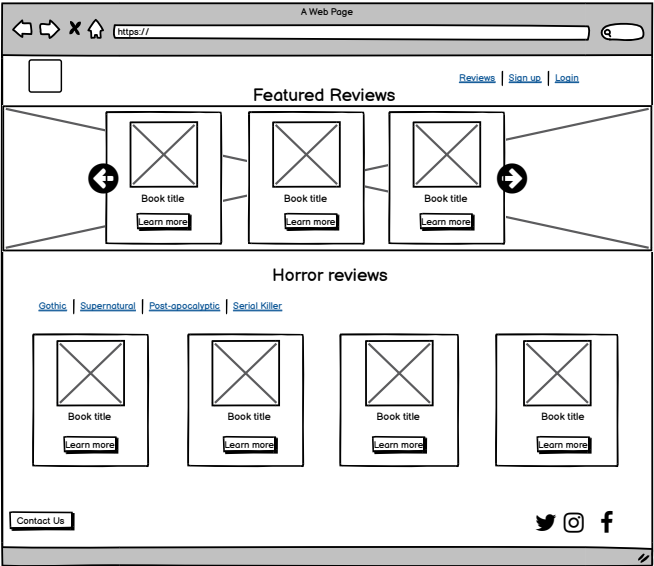 A Web Page
https://
Reviews Sign up Login
Featured Reviews
Book title Book title Book title
Learn more Learn more Learn more
Horror reviews
Gothic Supernatural Post-apocalyptic Serial Killer
Book title Book title Book title Book title
Learn more Learn more Learn more Learn more
Contact Us